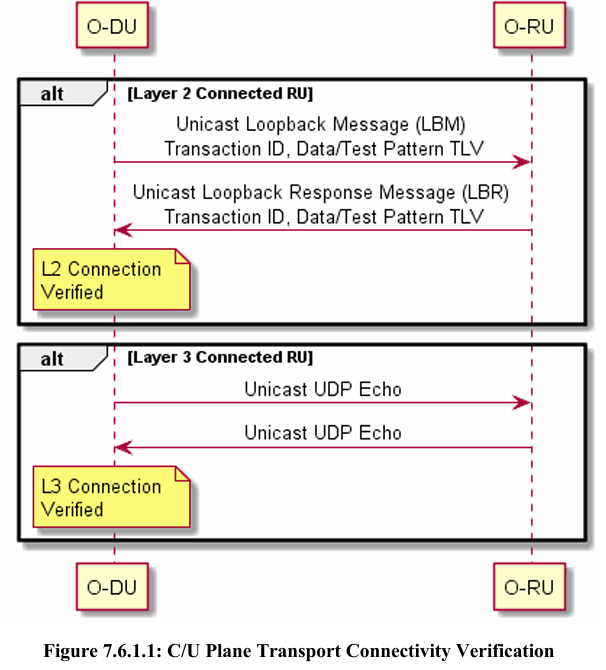 O-DU
O-RU
alt
[Layer 2 Connected RU]
Unicast Loopback Message (LBM)
Transaction ID, Data/Test Pattern TLV
Unicast Loopback Response Message (LBR)
Transaction ID, Data/Test Pattern TLV
L2 Connection
Verified
alt
[Layer 3 Connected RU]
Unicast UDP Echo
Unicast UDP Echo
L3 Connection
Verified
O-DU
O-RU
Figure 7.6.1.1: C/U Plane Transport Connectivity Verification